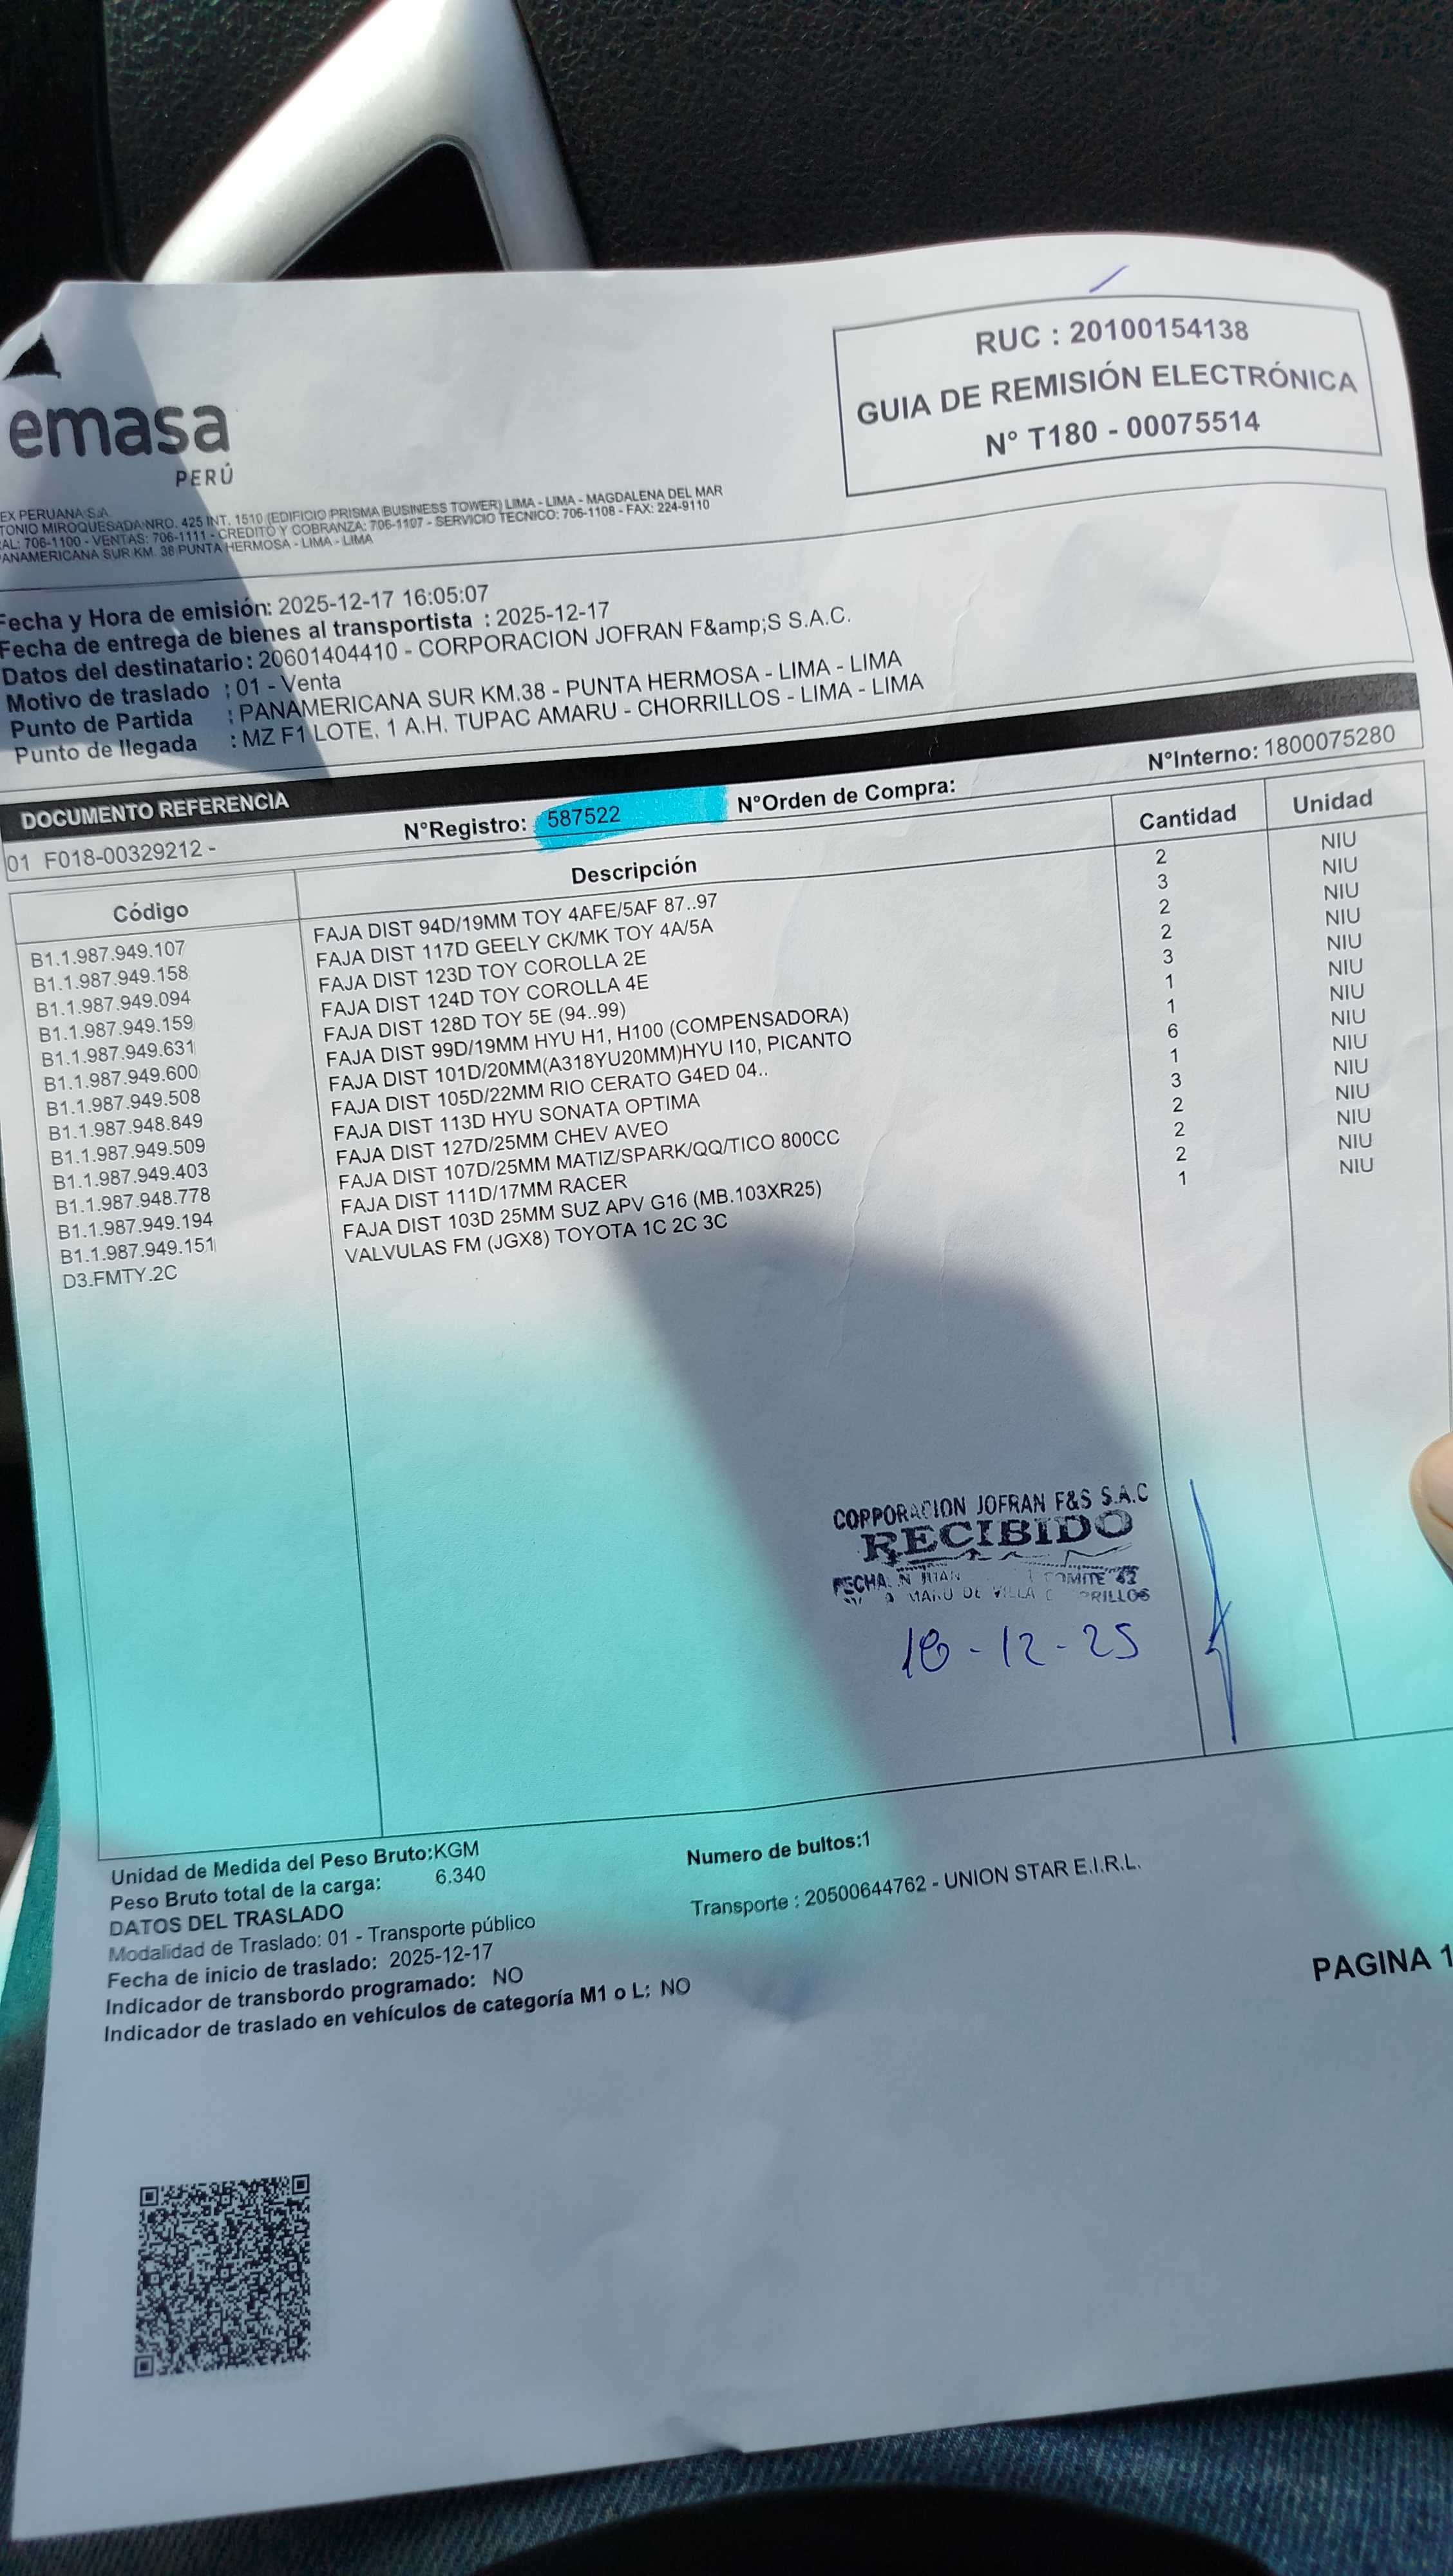 RUC : 20100154138
GUIA DE REMISIÓN ELECTRÓNICA
N° T180 - 00075514
emasa
PERÚ
EX PERUANA S.A.
TONIO MIROQUESADA NRO. 425 INT. 1510 (EDIFICIO PRISMA BUSINESS TOWER) LIMA - LIMA - MAGDALENA DEL MAR
AL: 706-1100 - VENTAS: 706-1111 - CREDITO Y COBRANZA: 706-1107 - SERVICIO TECNICO: 706-1108 - FAX: 224-9110
PANAMERICANA SUR KM. 38 PUNTA HERMOSA - LIMA - LIMA
Fecha y Hora de emisión: 2025-12-17 16:05:07
Fecha de entrega de bienes al transportista : 2025-12-17
Datos del destinatario : 20601404410 - CORPORACION JOFRAN F&amp;S S.A.C.
Motivo de traslado : 01 - Venta
Punto de Partida : PANAMERICANA SUR KM.38 - PUNTA HERMOSA - LIMA - LIMA
Punto de llegada : MZ F1 LOTE. 1 A.H. TUPAC AMARU - CHORRILLOS - LIMA - LIMA
DOCUMENTO REFERENCIA
01 F018-00329212 - N°Registro: 587522 N°Orden de Compra: N°Interno: 1800075280
Código Descripción Cantidad Unidad
B1.1.987.949.107 FAJA DIST 94D/19MM TOY 4AFE/5AF 87..97 2 NIU
B1.1.987.949.158 FAJA DIST 117D GEELY CK/MK TOY 4A/5A 3 NIU
B1.1.987.949.094 FAJA DIST 123D TOY COROLLA 2E 2 NIU
B1.1.987.949.159 FAJA DIST 124D TOY COROLLA 4E 2 NIU
B1.1.987.949.631 FAJA DIST 128D TOY 5E (94..99) 3 NIU
B1.1.987.949.600 FAJA DIST 99D/19MM HYU H1, H100 (COMPENSADORA) 1 NIU
B1.1.987.949.508 FAJA DIST 101D/20MM(A318YU20MM)HYU I10, PICANTO 1 NIU
B1.1.987.948.849 FAJA DIST 105D/22MM RIO CERATO G4ED 04.. 6 NIU
B1.1.987.949.509 FAJA DIST 113D HYU SONATA OPTIMA 1 NIU
B1.1.987.949.403 FAJA DIST 127D/25MM CHEV AVEO 3 NIU
B1.1.987.948.778 FAJA DIST 107D/25MM MATIZ/SPARK/QQ/TICO 800CC 2 NIU
B1.1.987.949.194 FAJA DIST 111D/17MM RACER 2 NIU
B1.1.987.949.151 FAJA DIST 103D 25MM SUZ APV G16 (MB.103XR25) 2 NIU
D3.FMTY.2C VALVULAS FM (JGX8) TOYOTA 1C 2C 3C 1 NIU
CORPORACION JOFRAN F&S S.A.C
RECIBIDO
FECHA COMITE
DE VILLA
18-12-25
Unidad de Medida del Peso Bruto:KGM Numero de bultos:1
Peso Bruto total de la carga: 6.340
DATOS DEL TRASLADO Transporte : 20500644762 - UNION STAR E.I.R.L.
Modalidad de Traslado: 01 - Transporte público
Fecha de inicio de traslado: 2025-12-17
Indicador de transbordo programado: NO
Indicador de traslado en vehículos de categoría M1 o L: NO
PAGINA 1